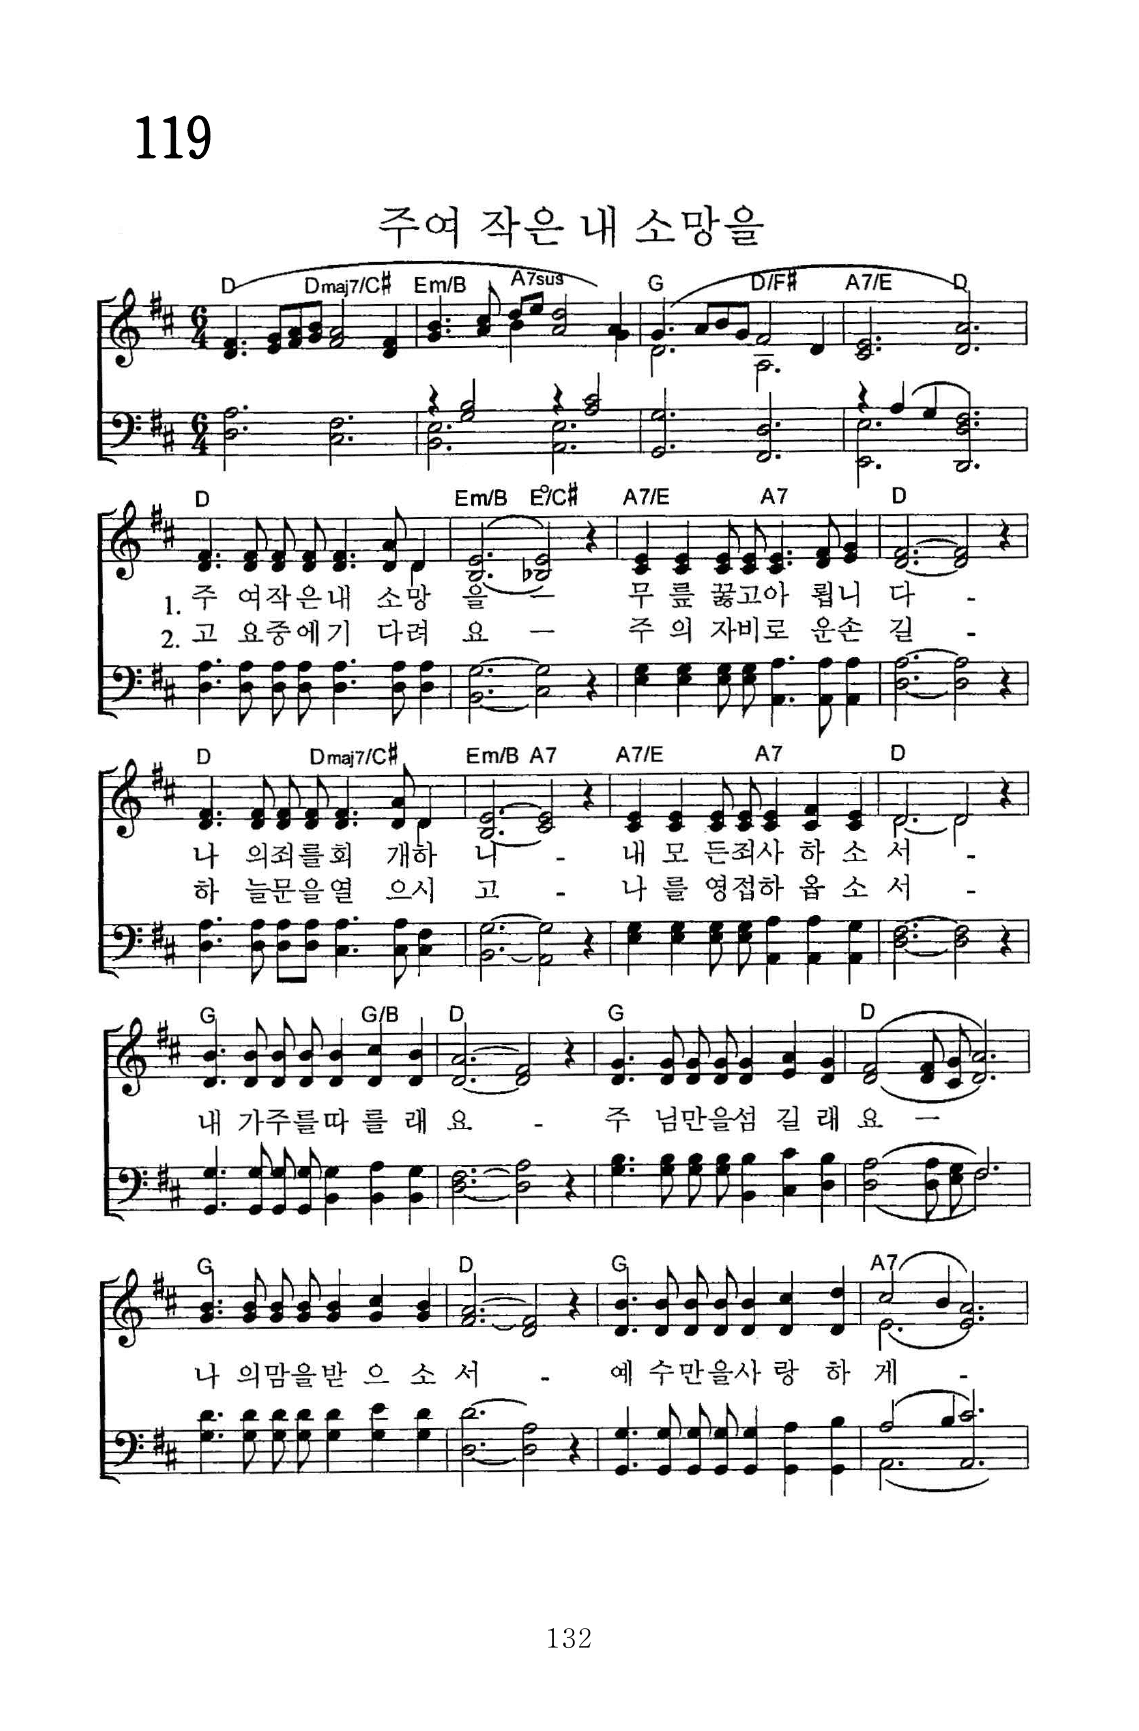 119
주여 작은 내 소망을
D Dmaj7/C# Em/B A7sus G D/F# A7/E D
D Em/B E°/C# A7/E A7 D
1. 주 여작은내 소망 을 – 무 릎 꿇고아 룁니 다 -
2. 고 요중에기 다려 요 – 주 의 자비로 운손 길 -
D Dmaj7/C# Em/B A7 A7/E A7 D
나 의죄를회 개하 니 - 내 모 든죄사 하 소 서 -
하 늘문을열 으시 고 - 나 를 영접하 옵 소 서 -
G G/B D G D
내 가주를따 를 래 요 - 주 님만을섬 길 래 요 –
G D G A7
나 의맘을받 으 소 서 - 예 수만을사 랑 하 게 -
132